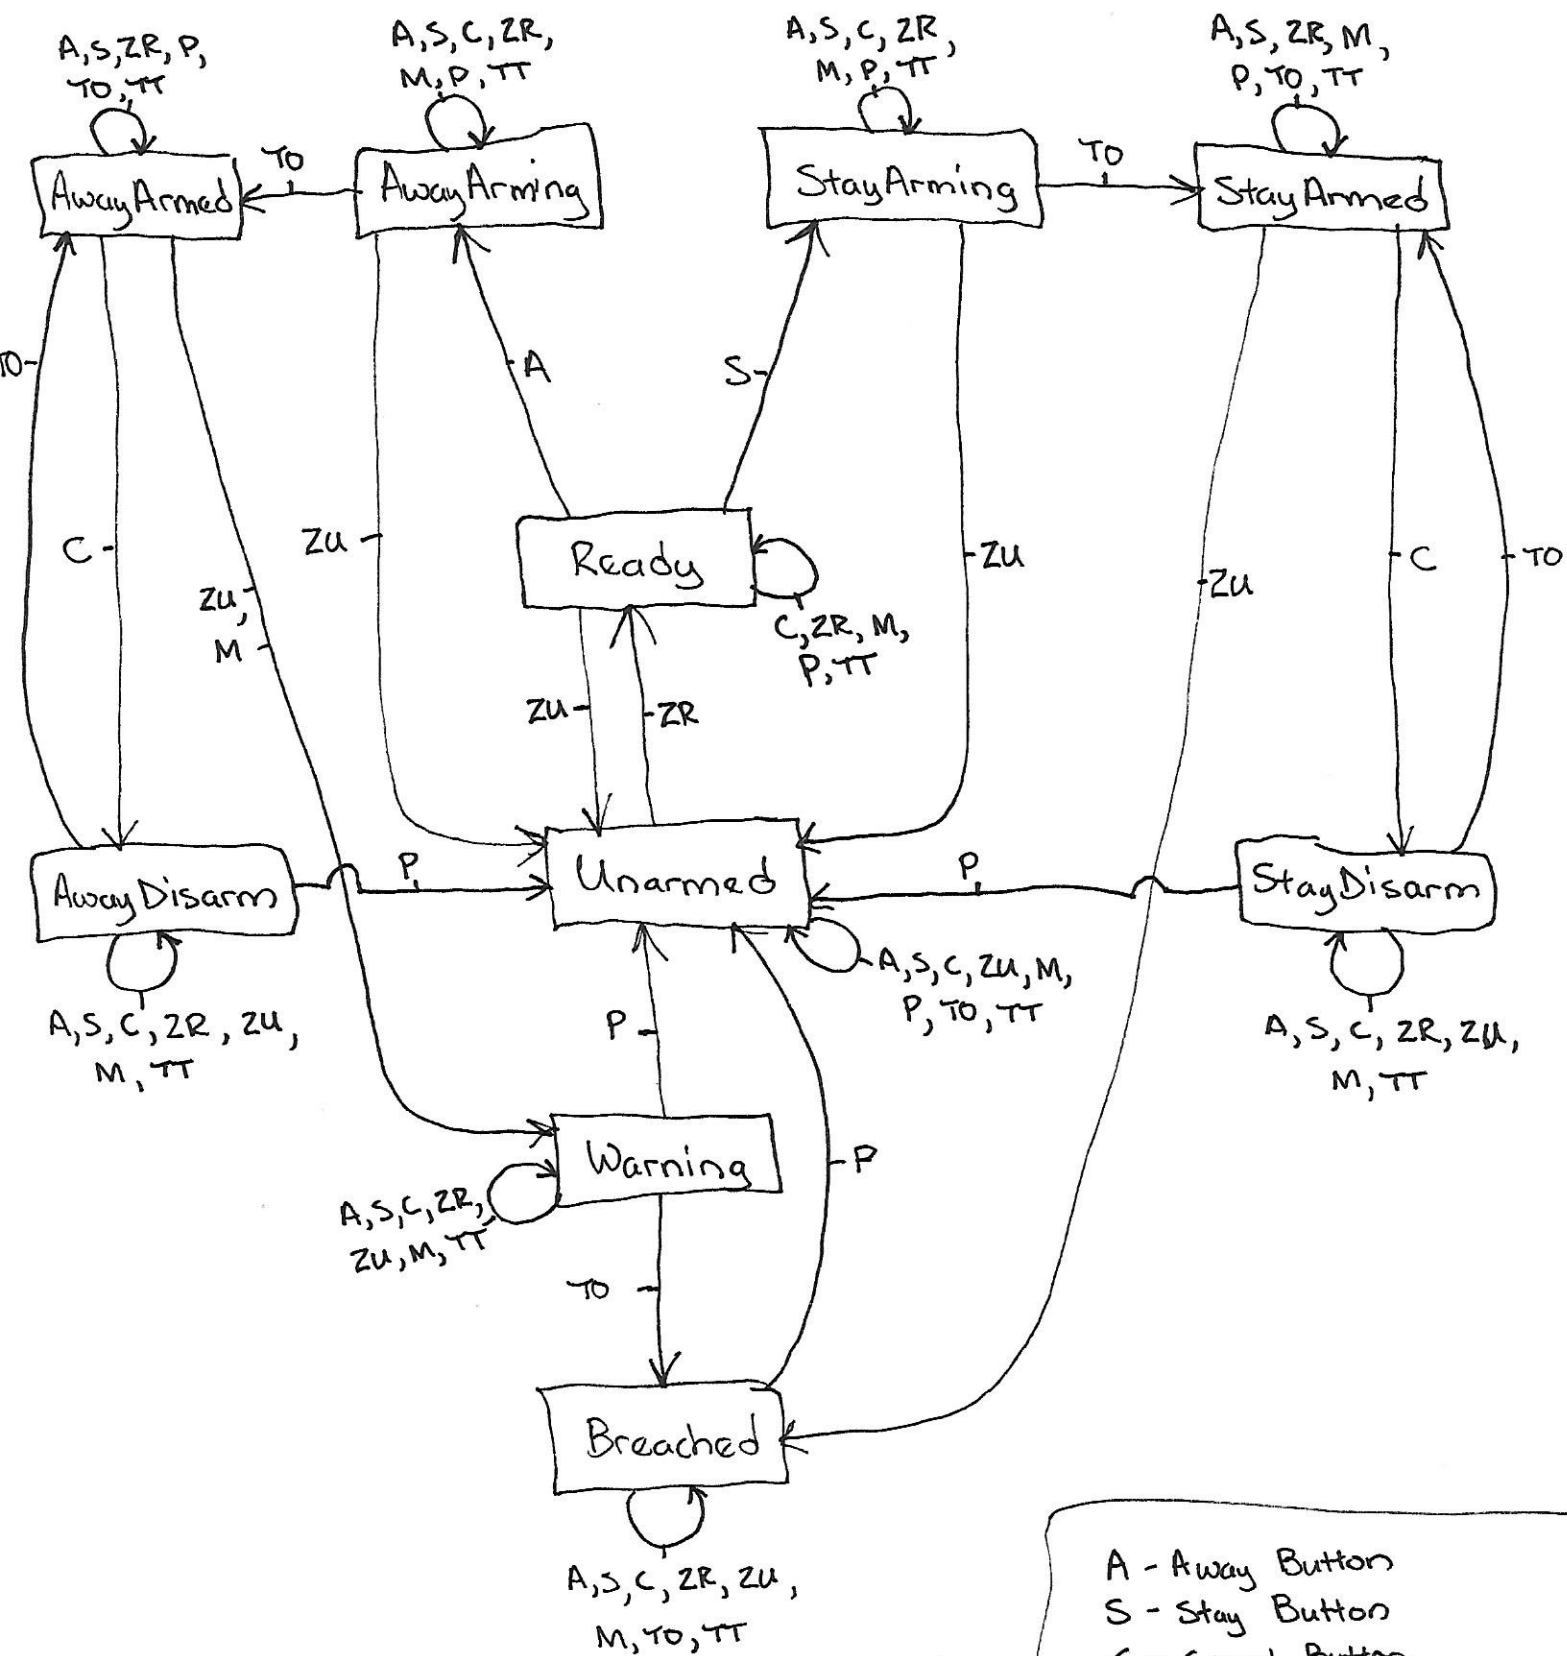 A,S,ZR,P,
TO,TT
A,S,C,ZR,
M,P,TT
A,S,C,ZR,
M,P,TT
A,S,ZR,M,
P,TO,TT
AwayArmed
TO
AwayArming
StayArming
TO
StayArmed
TO
A
S
C
ZU
Ready
ZU
ZU
C
TO
ZU,
M
C,ZR,M,
P,TT
ZU
ZR
AwayDisarm
P
Unarmed
P
StayDisarm
A,S,C,ZU,M,
P,TO,TT
A,S,C,ZR,ZU,
M,TT
P
A,S,C,ZR,ZU,
M,TT
Warning
P
A,S,C,ZR,
ZU,M,TT
TO
Breached
A,S,C,ZR,ZU,
M,TO,TT
A - Away Button
S - Stay Button